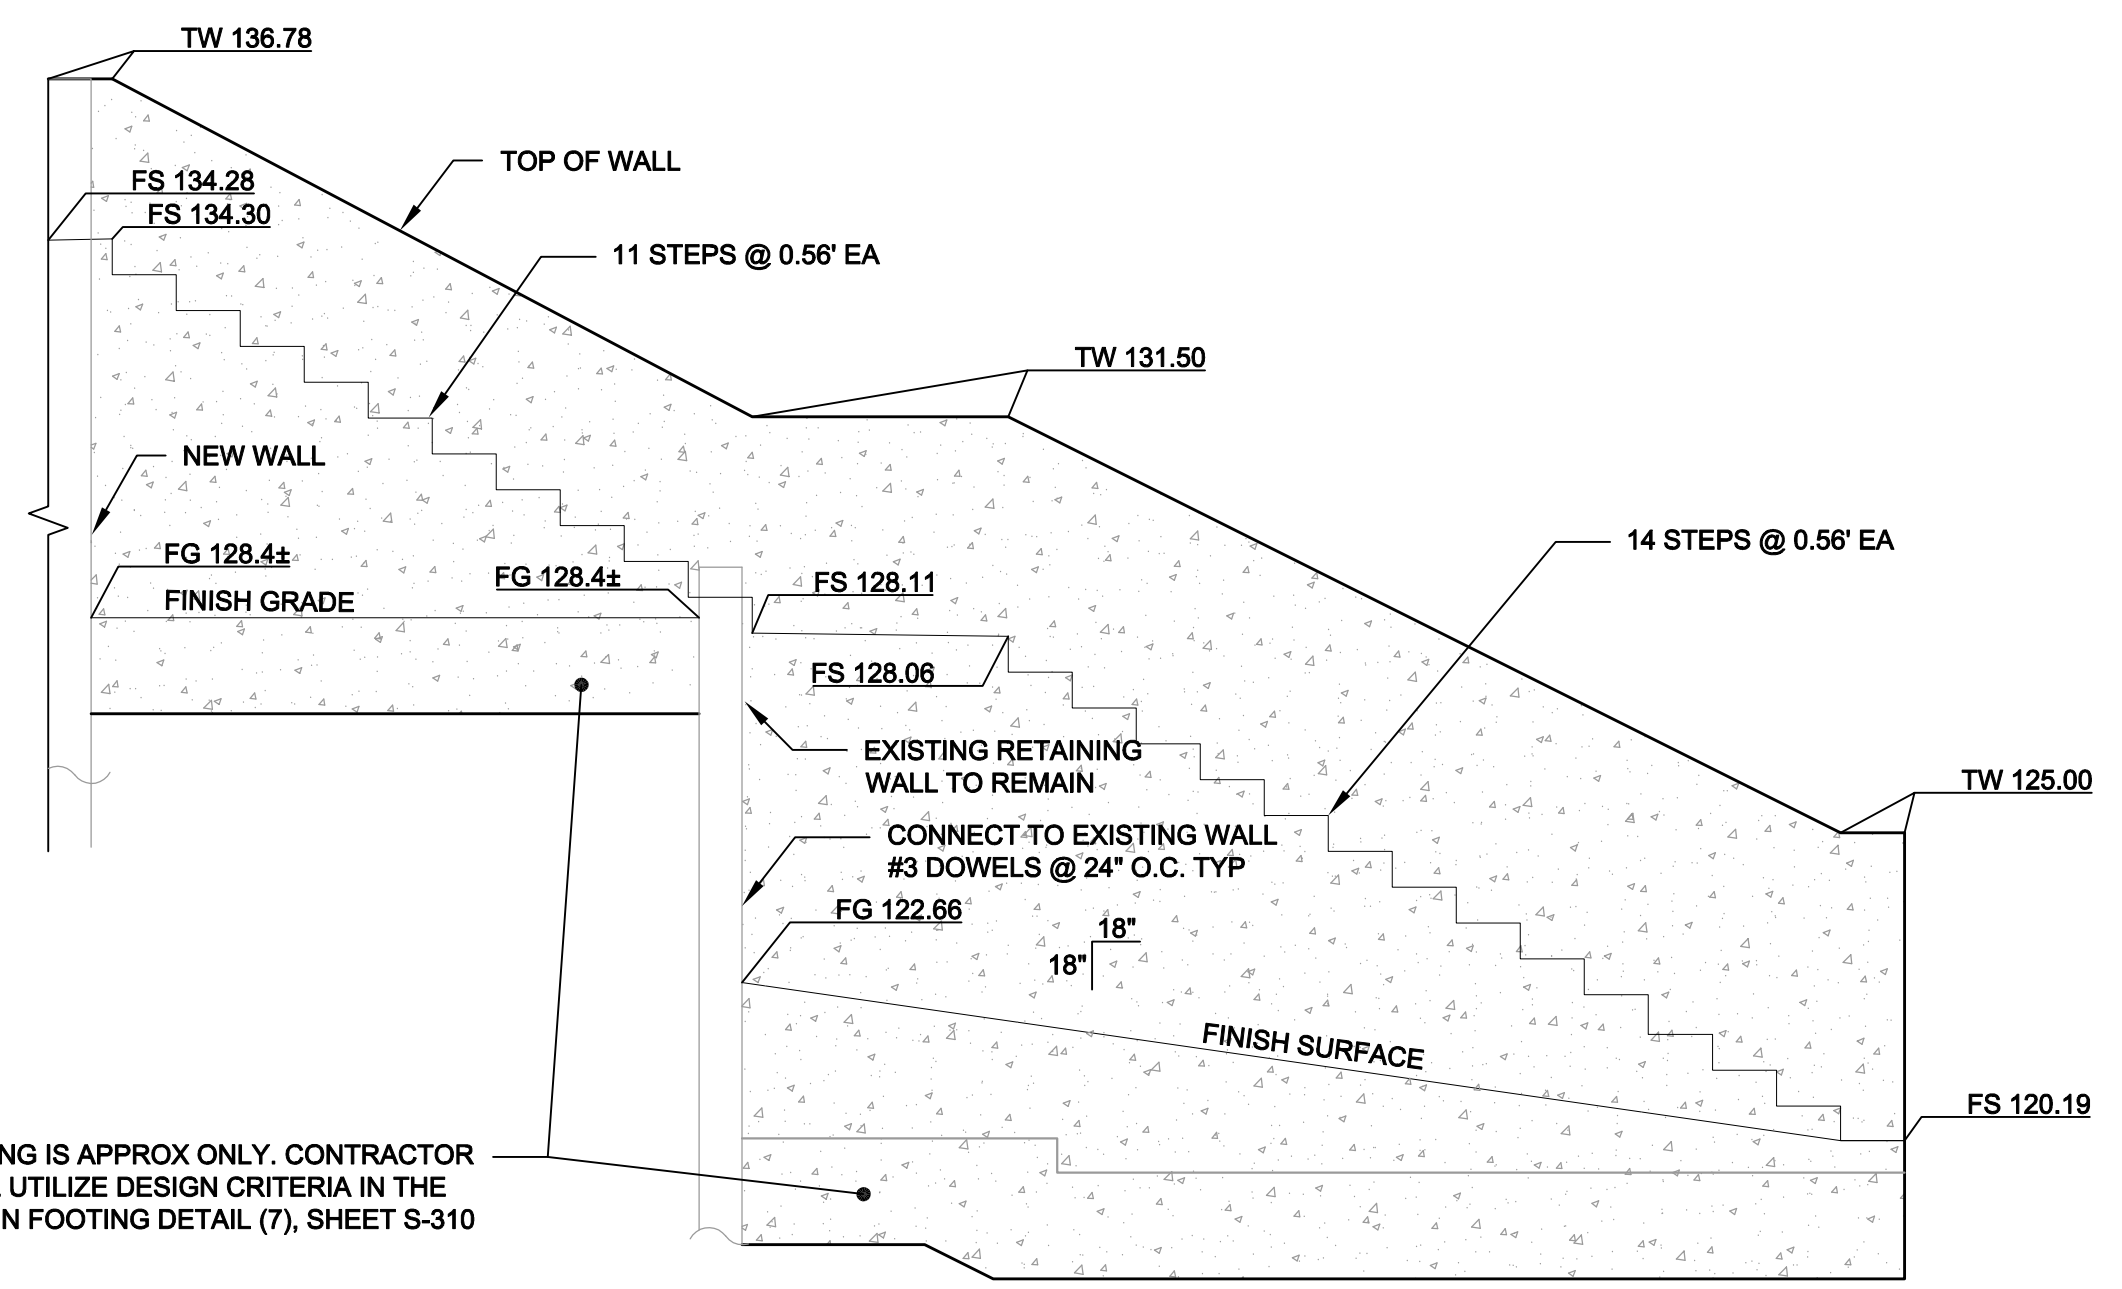 TW 136.78
TOP OF WALL
FS 134.28
FS 134.30
11 STEPS @ 0.56' EA
TW 131.50
NEW WALL
14 STEPS @ 0.56' EA
FG 128.4±
FG 128.4±
FINISH GRADE
FS 128.11
FS 128.06
EXISTING RETAINING
WALL TO REMAIN
TW 125.00
CONNECT TO EXISTING WALL
#3 DOWELS @ 24" O.C. TYP
FG 122.66
18"
18"
FINISH SURFACE
FS 120.19
NG IS APPROX ONLY. CONTRACTOR
UTILIZE DESIGN CRITERIA IN THE
N FOOTING DETAIL (7), SHEET S-310